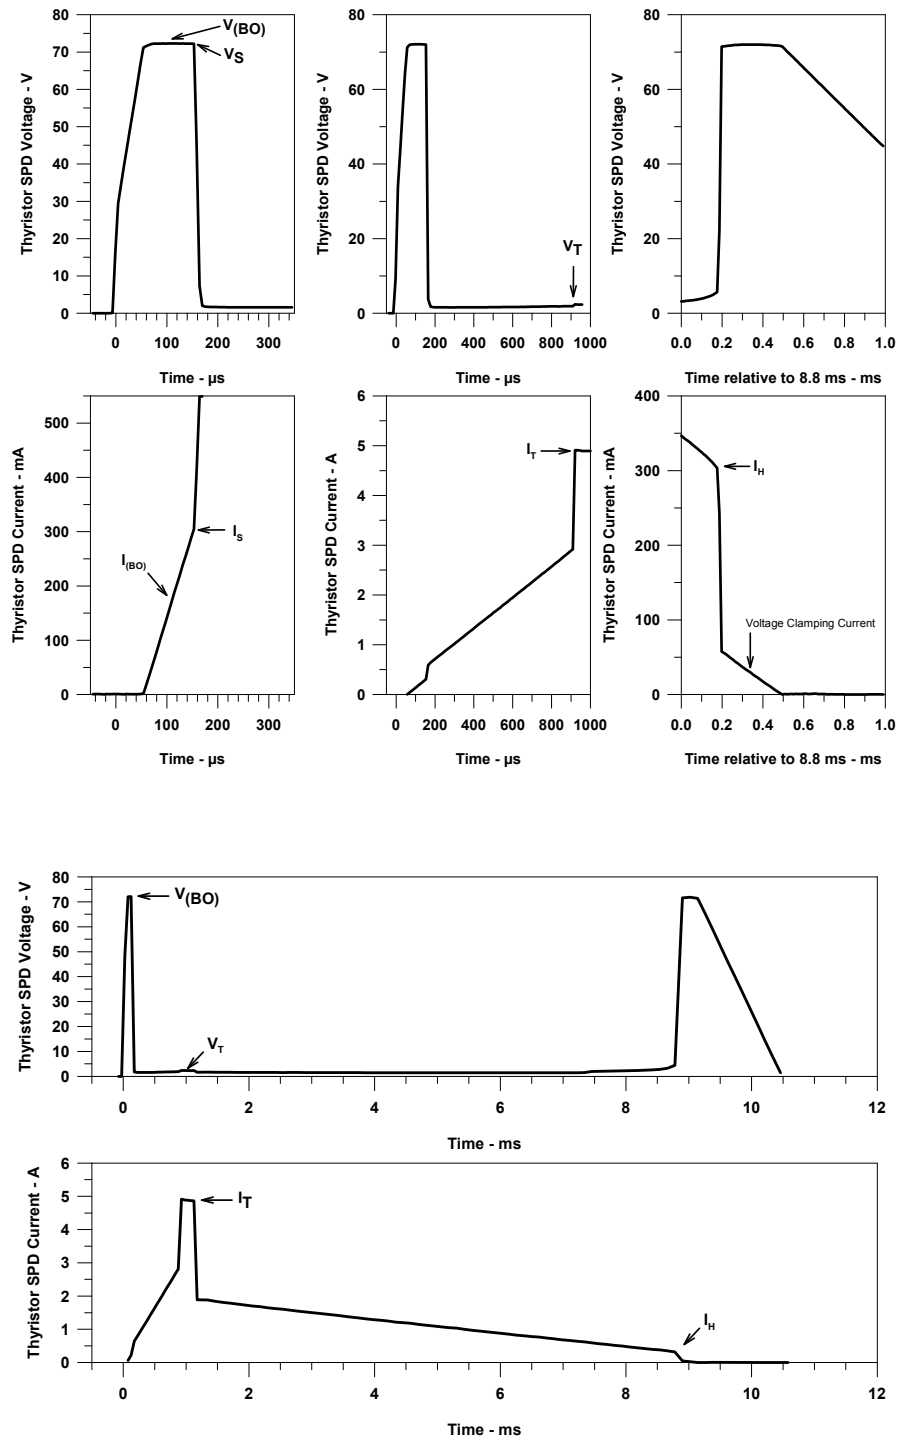 Thyristor SPD Voltage - V
80
70
60
50
40
30
20
10
0
V(BO)
VS
0 100 200 300
Time - µs
Thyristor SPD Voltage - V
80
70
60
50
40
30
20
10
0
VT
0 200 400 600 800 1000
Time - µs
Thyristor SPD Voltage - V
80
60
40
20
0
0.0 0.2 0.4 0.6 0.8 1.0
Time relative to 8.8 ms - ms
Thyristor SPD Current - mA
500
400
300
200
100
0
I(BO)
IS
0 100 200 300
Time - µs
Thyristor SPD Current - A
6
5
4
3
2
1
0
IT
0 200 400 600 800 1000
Time - µs
Thyristor SPD Current - mA
400
300
200
100
0
IH
Voltage Clamping Current
0.0 0.2 0.4 0.6 0.8 1.0
Time relative to 8.8 ms - ms
Thyristor SPD Voltage - V
80
70
60
50
40
30
20
10
0
V(BO)
VT
0 2 4 6 8 10 12
Time - ms
Thyristor SPD Current - A
6
5
4
3
2
1
0
IT
IH
0 2 4 6 8 10 12
Time - ms